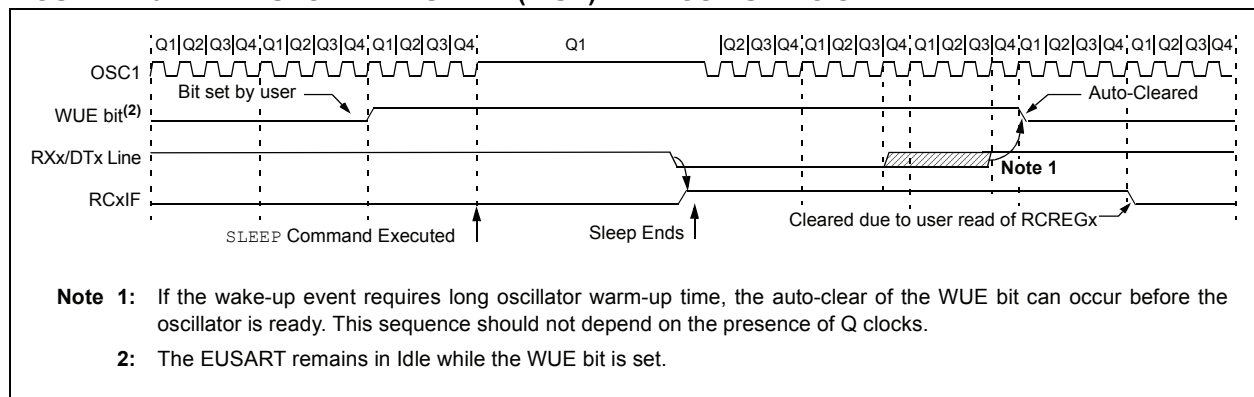 Q1 Q2 Q3 Q4 Q1 Q2 Q3 Q4 Q1 Q2 Q3 Q4 Q1 Q2 Q3 Q4 Q1 Q2 Q3 Q4 Q1 Q2 Q3 Q4 Q1 Q2 Q3 Q4 Q1 Q2 Q3 Q4
OSC1
Bit set by user
Auto-Cleared
WUE bit(2)
RXx/DTx Line
Note 1
RCxIF
Cleared due to user read of RCREGx
SLEEP Command Executed
Sleep Ends
Note 1: If the wake-up event requires long oscillator warm-up time, the auto-clear of the WUE bit can occur before the
oscillator is ready. This sequence should not depend on the presence of Q clocks.
2: The EUSART remains in Idle while the WUE bit is set.